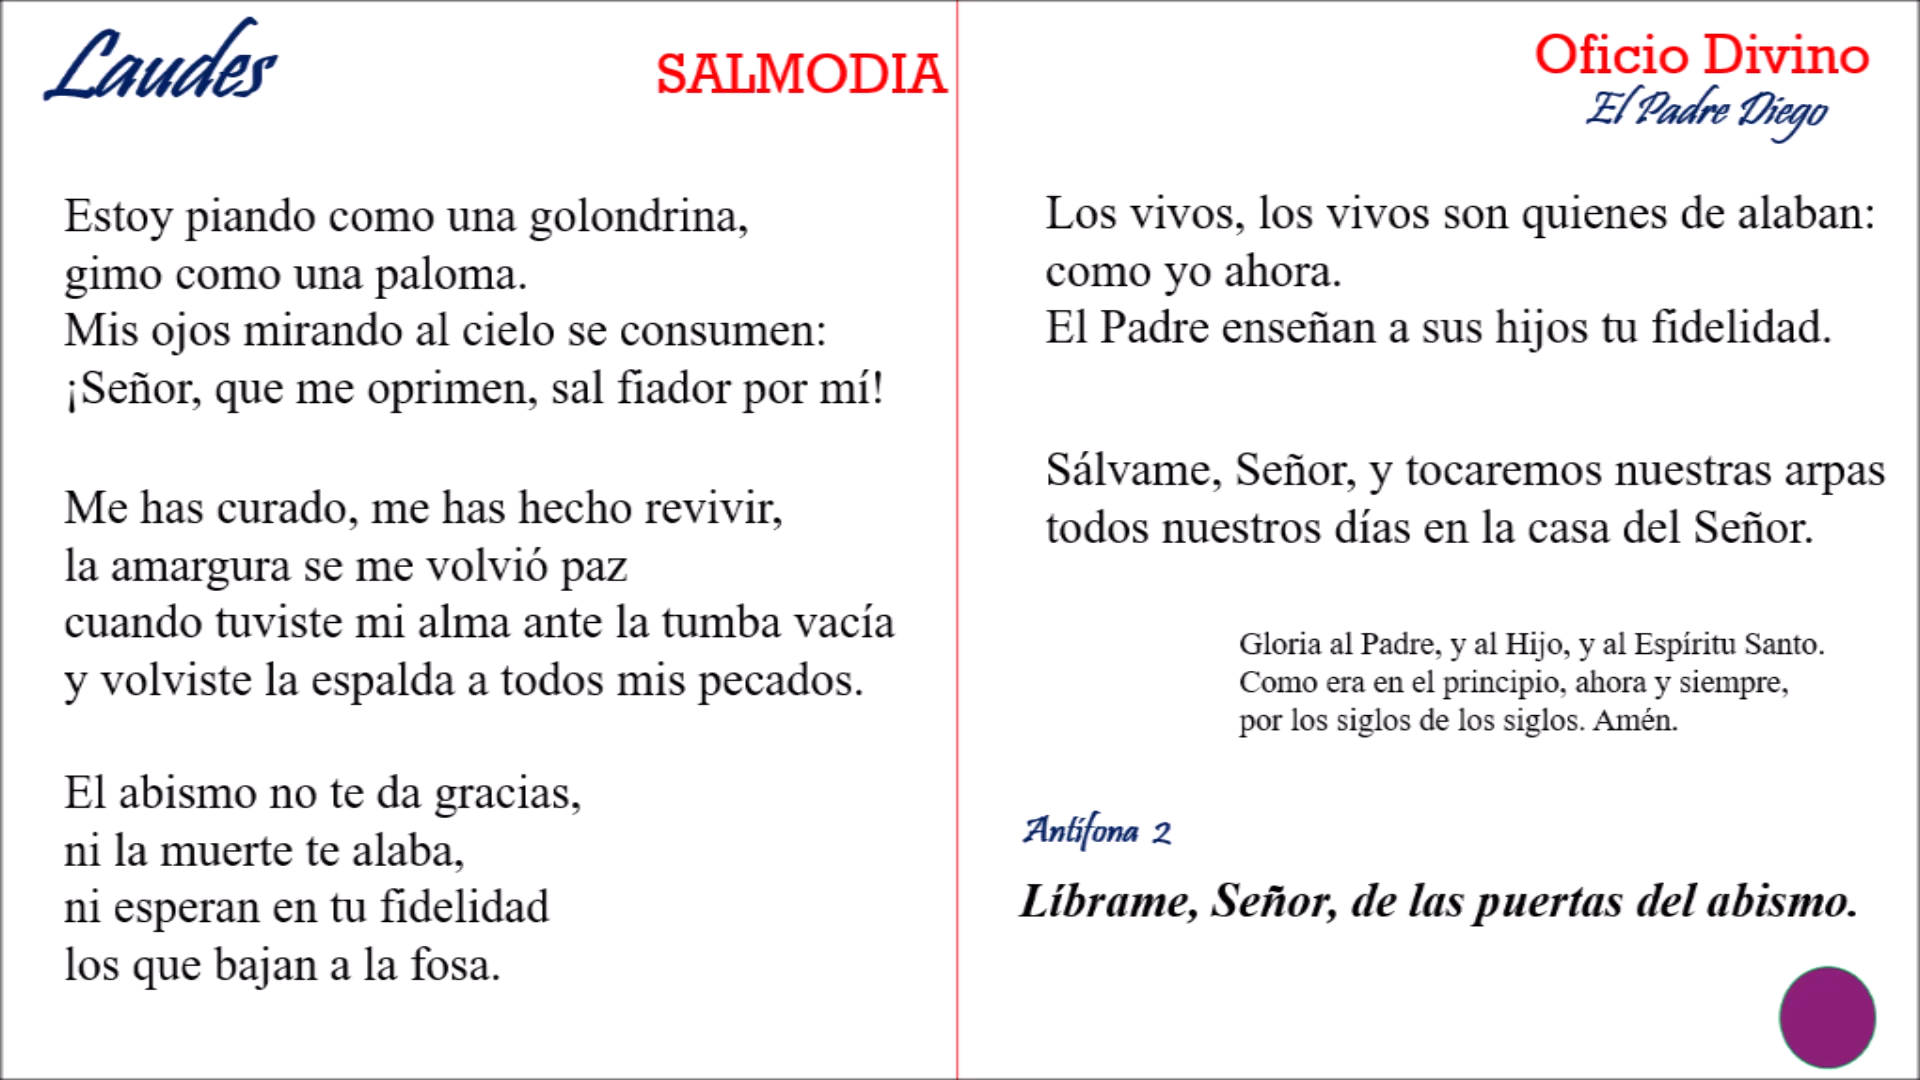 Laudes
SALMODIA
Estoy piando como una golondrina,
gimo como una paloma.
Mis ojos mirando al cielo se consumen:
¡Señor, que me oprimen, sal fiador por mí!
Me has curado, me has hecho revivir,
la amargura se me volvió paz
cuando tuviste mi alma ante la tumba vacía
y volviste la espalda a todos mis pecados.
El abismo no te da gracias,
ni la muerte te alaba,
ni esperan en tu fidelidad
los que bajan a la fosa.
Oficio Divino
El Padre Diego
Los vivos, los vivos son quienes de alaban:
como yo ahora.
El Padre enseñan a sus hijos tu fidelidad.
Sálvame, Señor, y tocaremos nuestras arpas
todos nuestros días en la casa del Señor.
Gloria al Padre, y al Hijo, y al Espíritu Santo.
Como era en el principio, ahora y siempre,
por los siglos de los siglos. Amén.
Antífona 2
Líbrame, Señor, de las puertas del abismo.